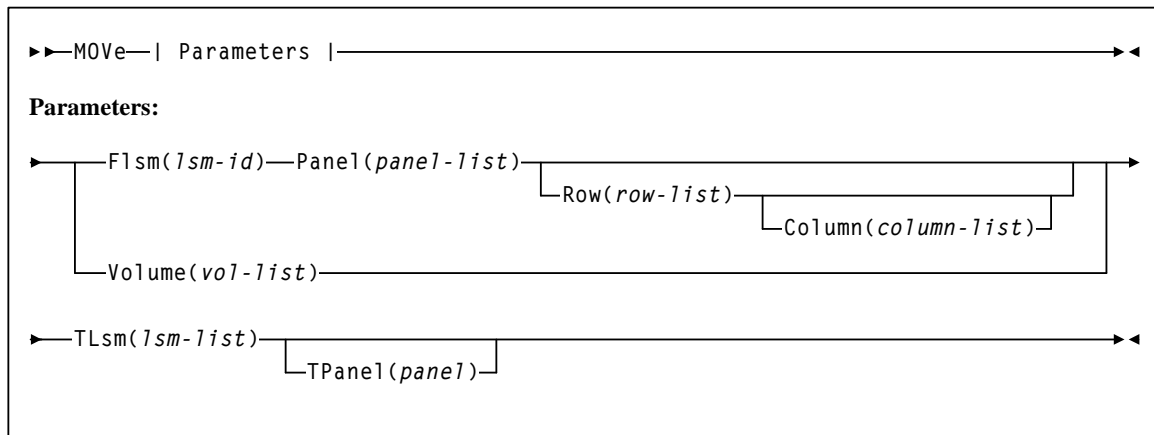 MOVe | Parameters |
Parameters:
Flsm(lsm-id) Panel(panel-list)
Row(row-list)
Column(column-list)
Volume(vol-list)
TLsm(lsm-list)
TPanel(panel)